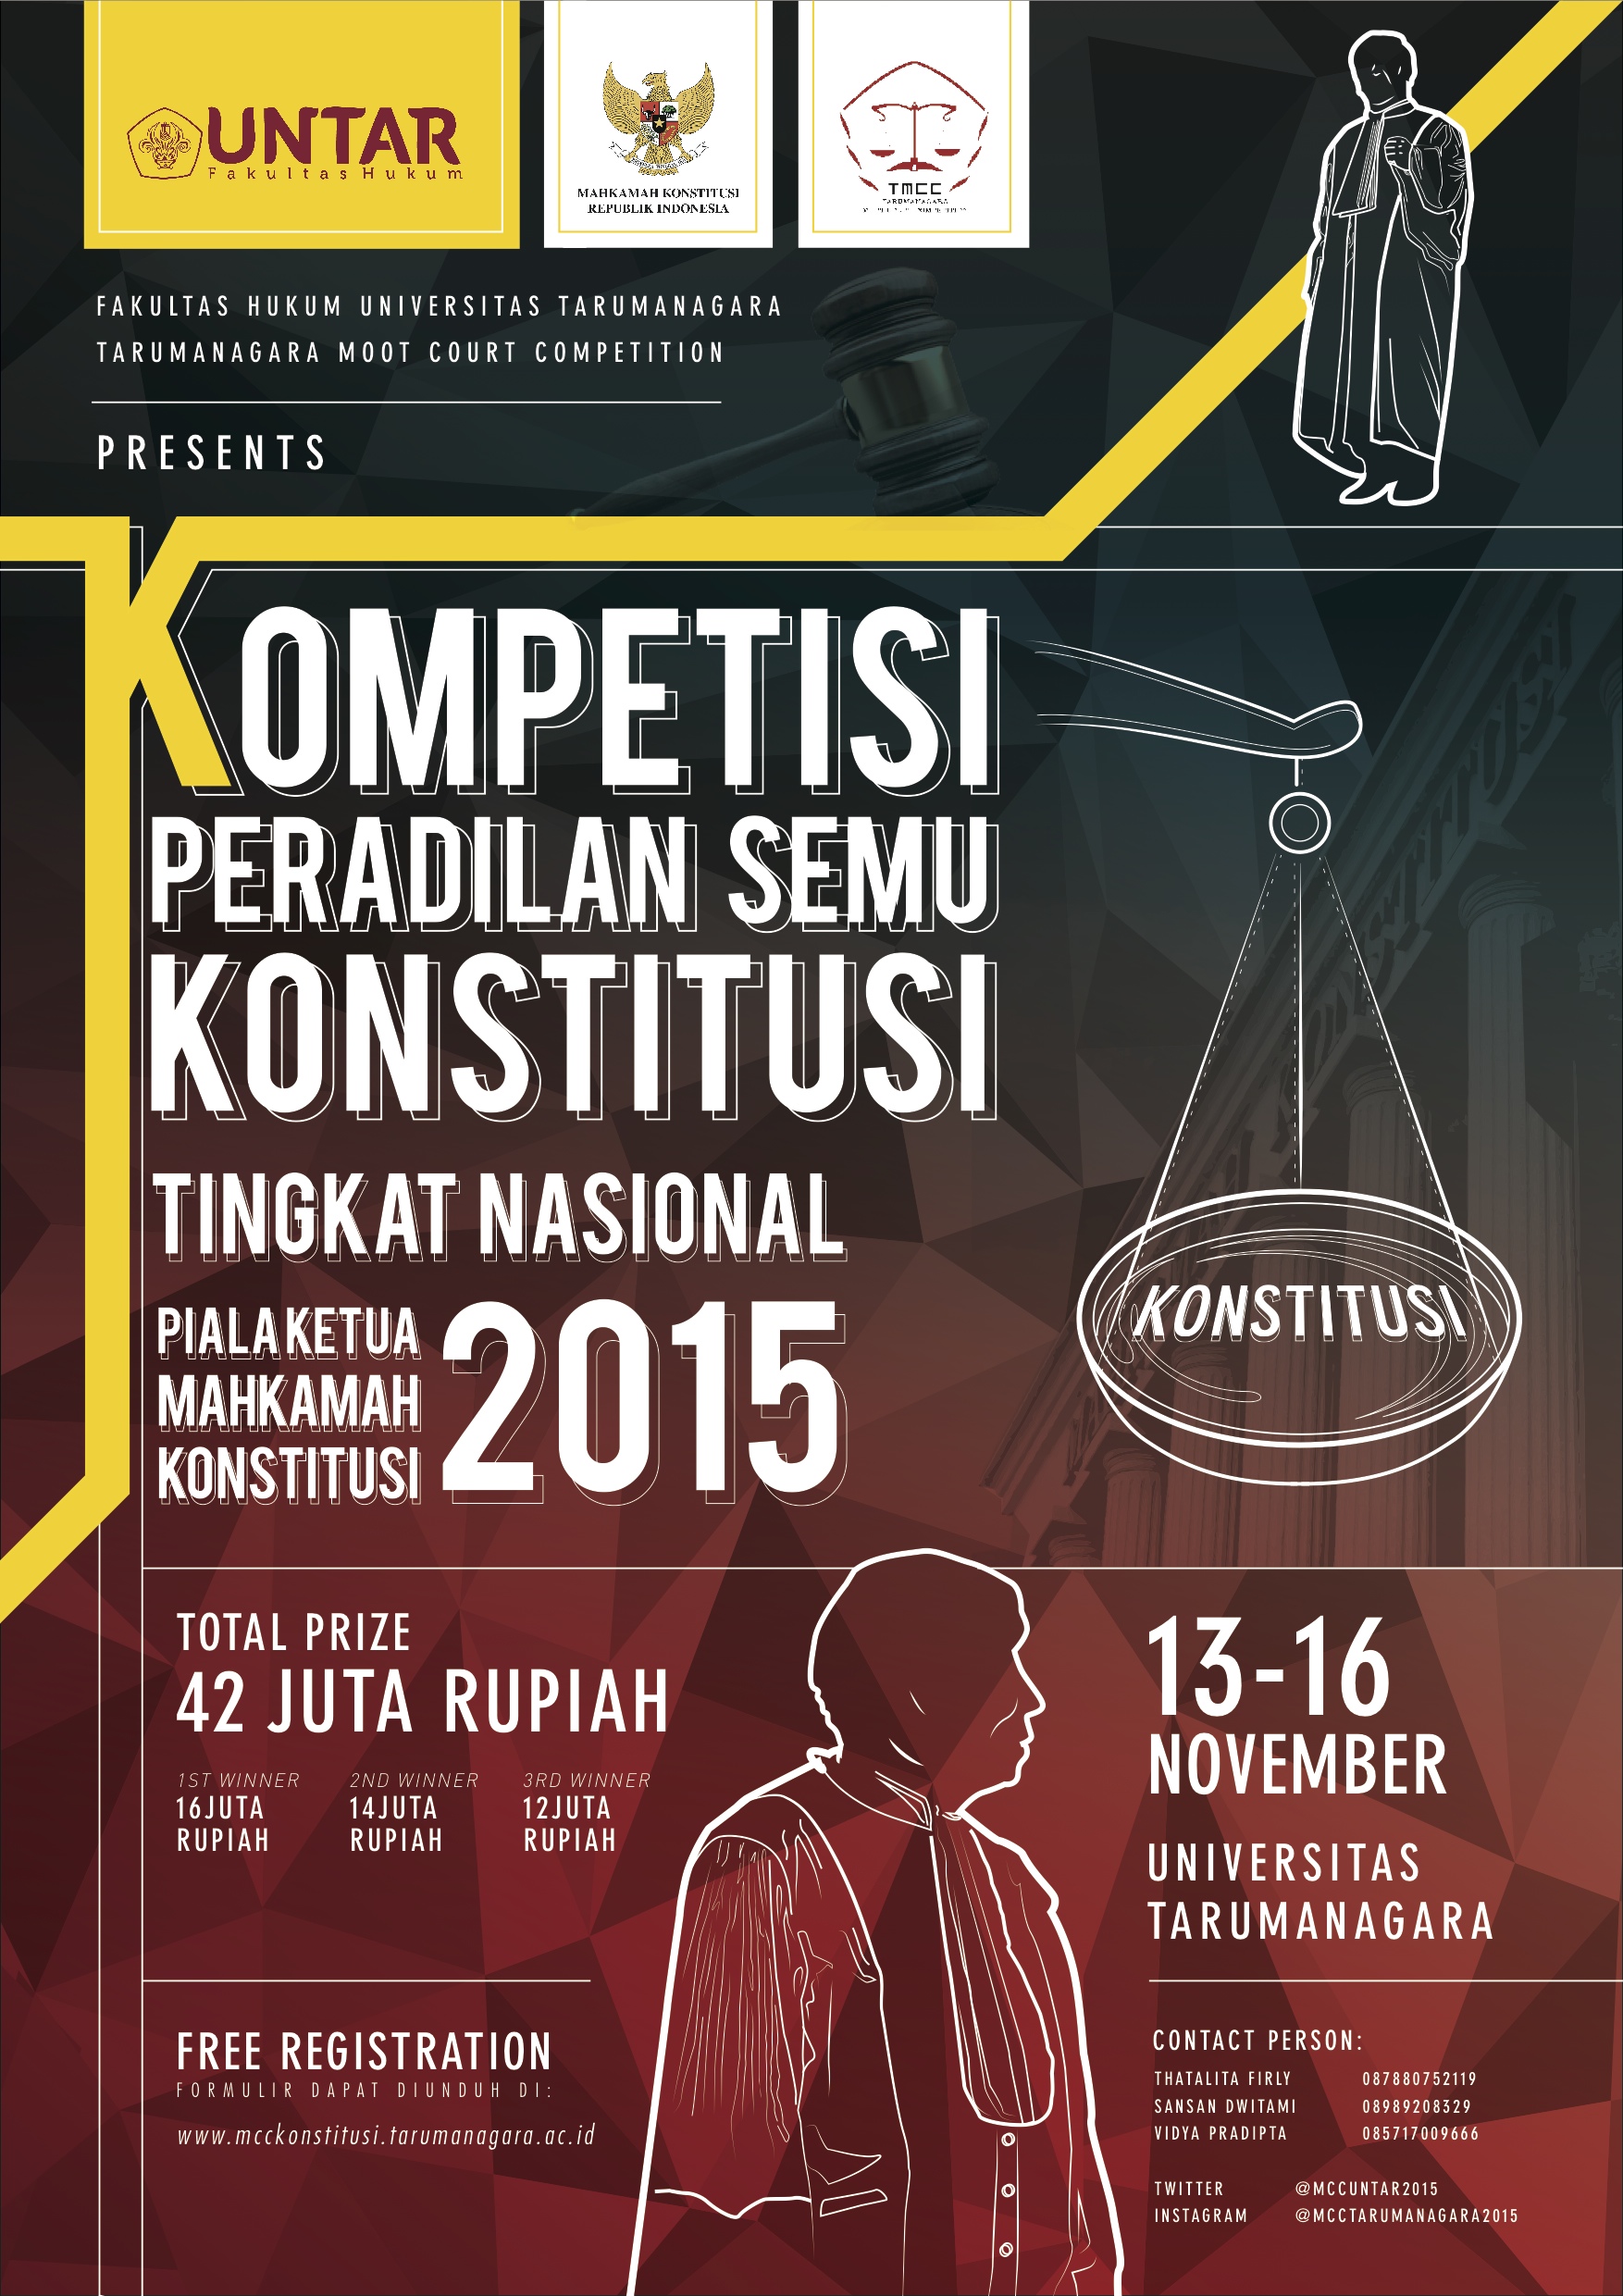 UNTAR
Fakultas Hukum
MAHKAMAH KONSTITUSI
REPUBLIK INDONESIA
TMCC
TARUMANAGARA
FAKULTAS HUKUM UNIVERSITAS TARUMANAGARA
TARUMANAGARA MOOT COURT COMPETITION
PRESENTS
KOMPETISI
PERADILAN SEMU
KONSTITUSI
TINGKAT NASIONAL
PIALA KETUA
MAHKAMAH
KONSTITUSI
2015
KONSTITUSI
TOTAL PRIZE
42 JUTA RUPIAH
1ST WINNER
16JUTA
RUPIAH
2ND WINNER
14JUTA
RUPIAH
3RD WINNER
12JUTA
RUPIAH
13-16
NOVEMBER
UNIVERSITAS
TARUMANAGARA
FREE REGISTRATION
FORMULIR DAPAT DIUNDUH DI:
www.mcckonstitusi.tarumanagara.ac.id
CONTACT PERSON:
THATALITA FIRLY 087880752119
SANSAN DWITAMI 08989208329
VIDYA PRADIPTA 085717009666
TWITTER @MCCUNTAR2015
INSTAGRAM @MCCTARUMANAGARA2015